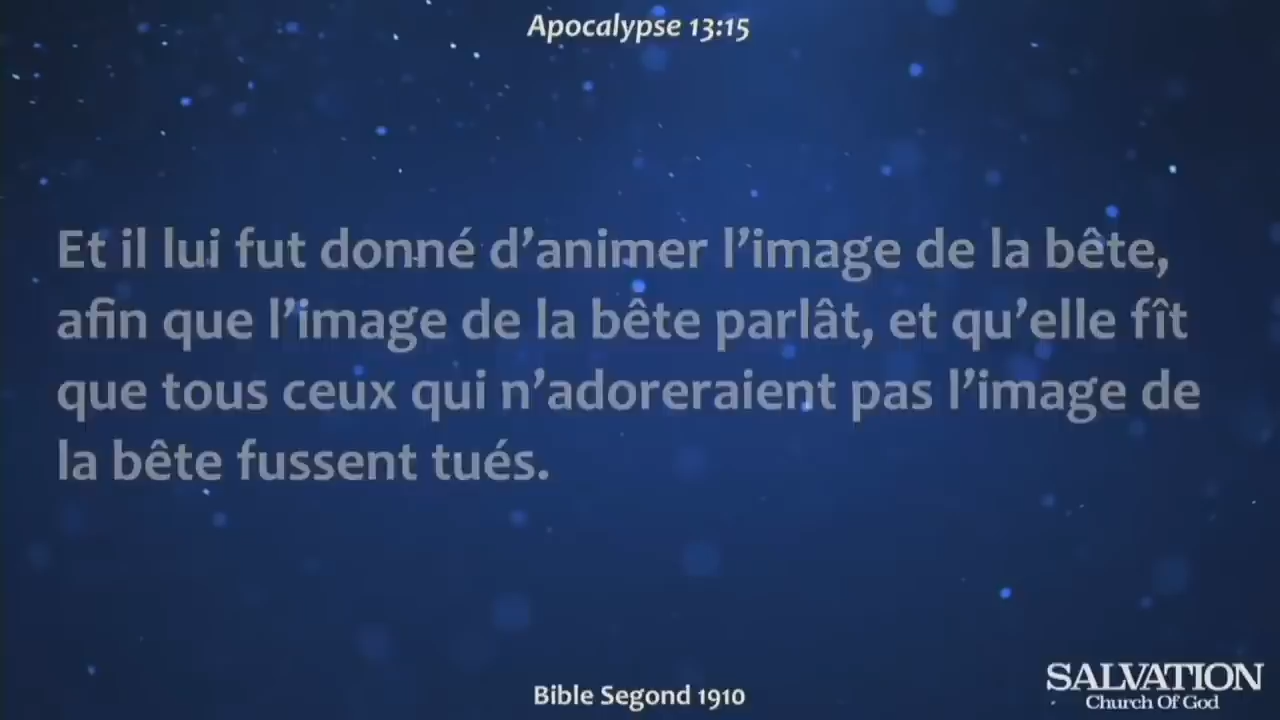 Apocalypse 13:15
Et il lui fut donné d’animer l’image de la bête,
afin que l’image de la bête parlât, et qu’elle fît
que tous ceux qui n’adoreraient pas l’image de
la bête fussent tués.
Bible Segond 1910
SALVATION
Church Of God